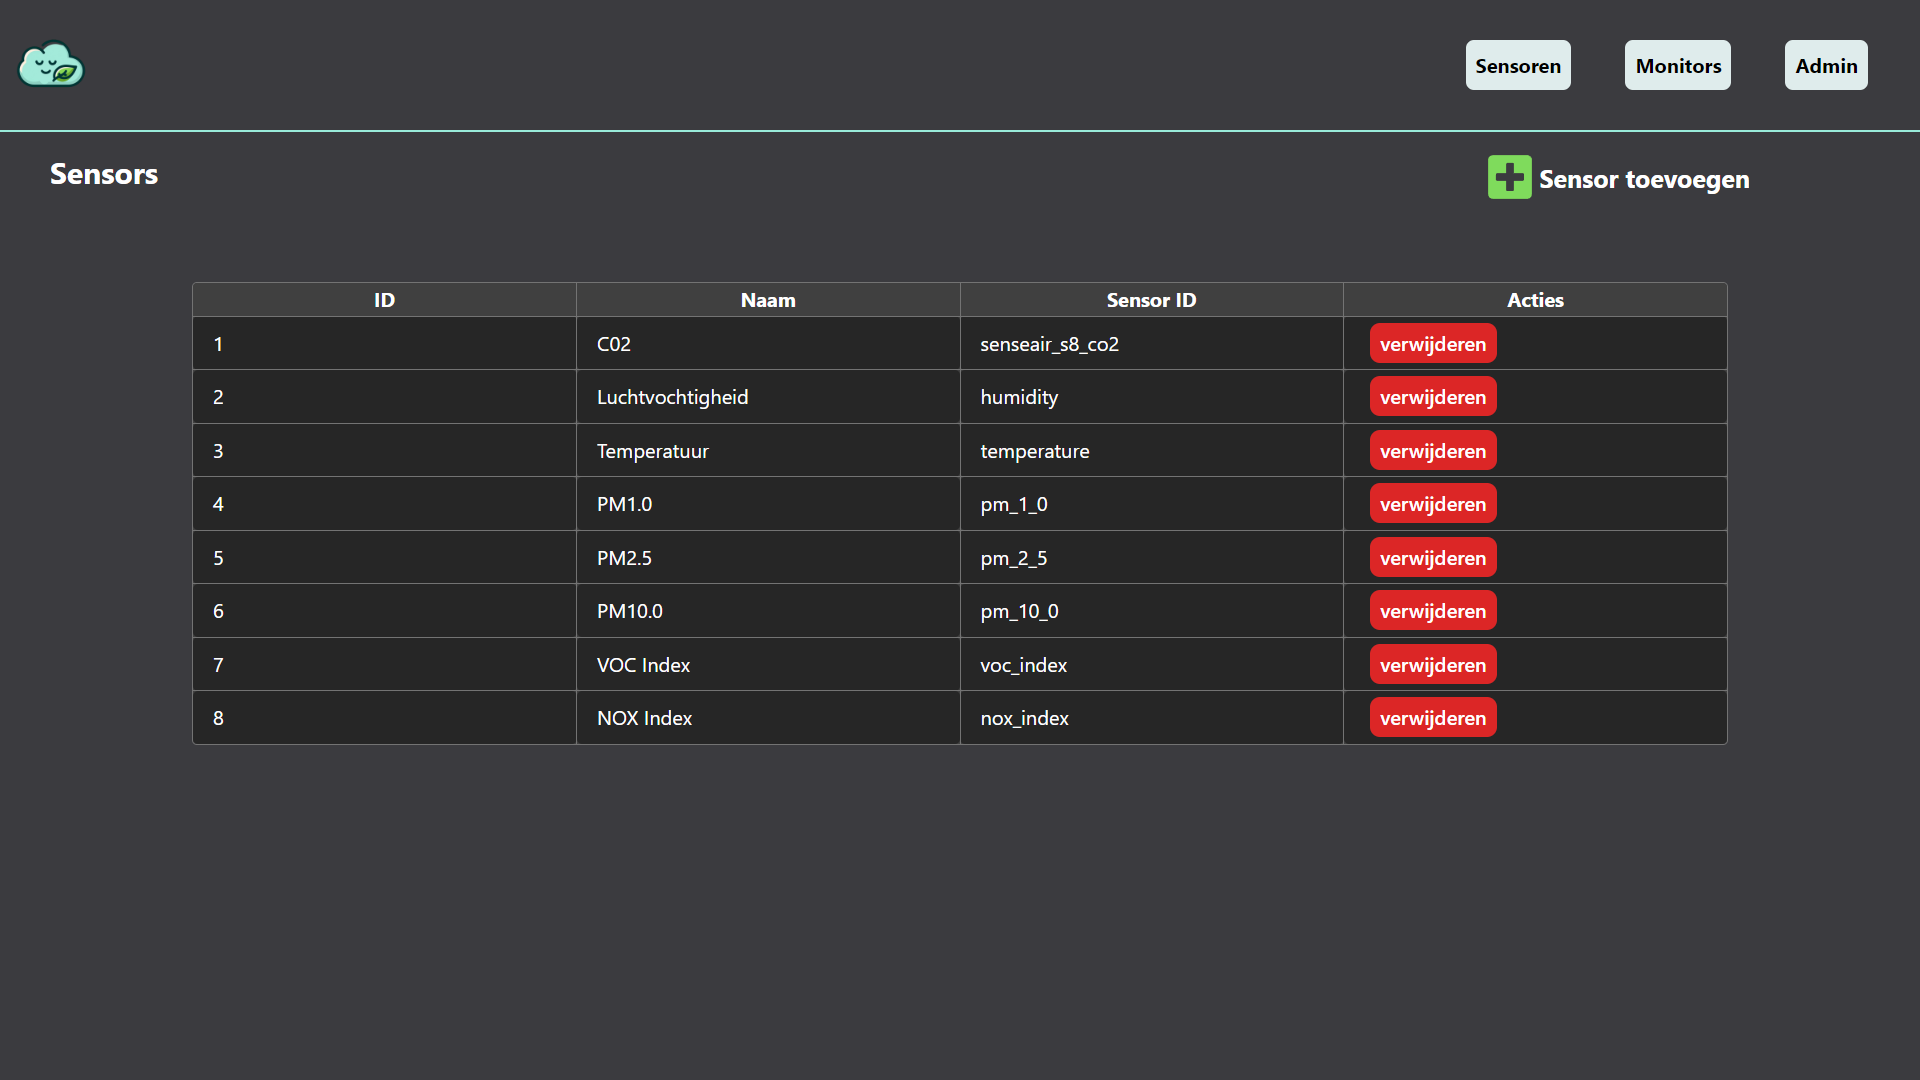 Sensoren Monitors Admin
Sensors
Sensor toevoegen
ID Naam Sensor ID Acties
1 C02 senseair_s8_co2 verwijderen
2 Luchtvochtigheid humidity verwijderen
3 Temperatuur temperature verwijderen
4 PM1.0 pm_1_0 verwijderen
5 PM2.5 pm_2_5 verwijderen
6 PM10.0 pm_10_0 verwijderen
7 VOC Index voc_index verwijderen
8 NOX Index nox_index verwijderen